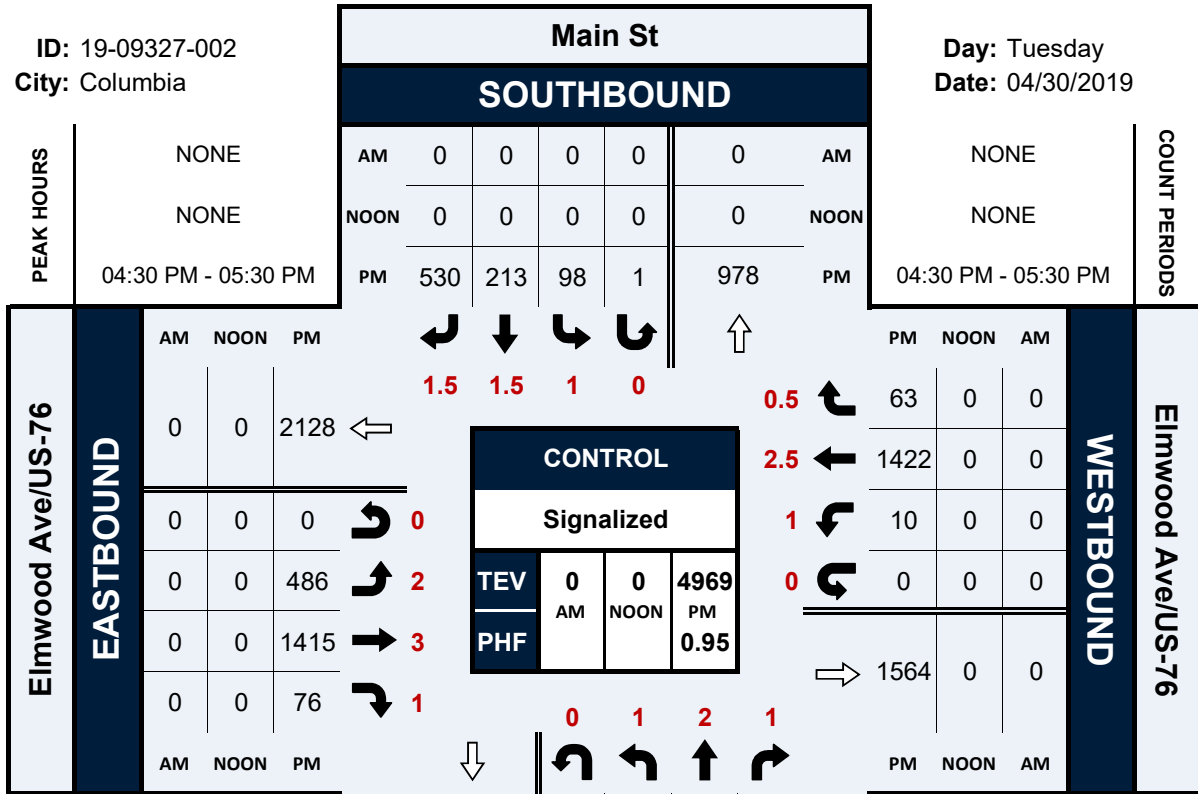 Main St
ID: 19-09327-002
Day: Tuesday
City: Columbia
Date: 04/30/2019
SOUTHBOUND
PEAK HOURS
NONE
AM 0 0 0 0 0 AM
NONE
COUNT PERIODS
NONE
NOON 0 0 0 0 0 NOON
NONE
04:30 PM - 05:30 PM
PM 530 213 98 1 978 PM
04:30 PM - 05:30 PM
Elmwood Ave/US-76
EASTBOUND
AM NOON PM
1.5 1.5 1 0
0 0 2128
0 0 0 0
0 0 486 2
0 0 1415 3
0 0 76 1
AM NOON PM
CONTROL
Signalized
TEV 0 0 4969
AM NOON PM
PHF 0.95
0 1 2 1
PM NOON AM
0.5 63 0 0
2.5 1422 0 0
1 10 0 0
0 0 0 0
1564 0 0
PM NOON AM
WESTBOUND
Elmwood Ave/US-76